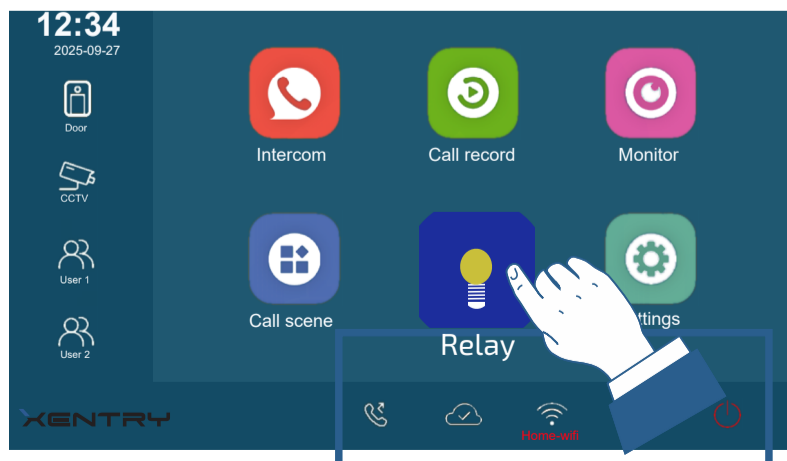 12:34
2025-09-27
Door
CCTV
User 1
User 2
XENTRY
Intercom
Call record
Monitor
Call scene
Relay
ttings
Home-wifi